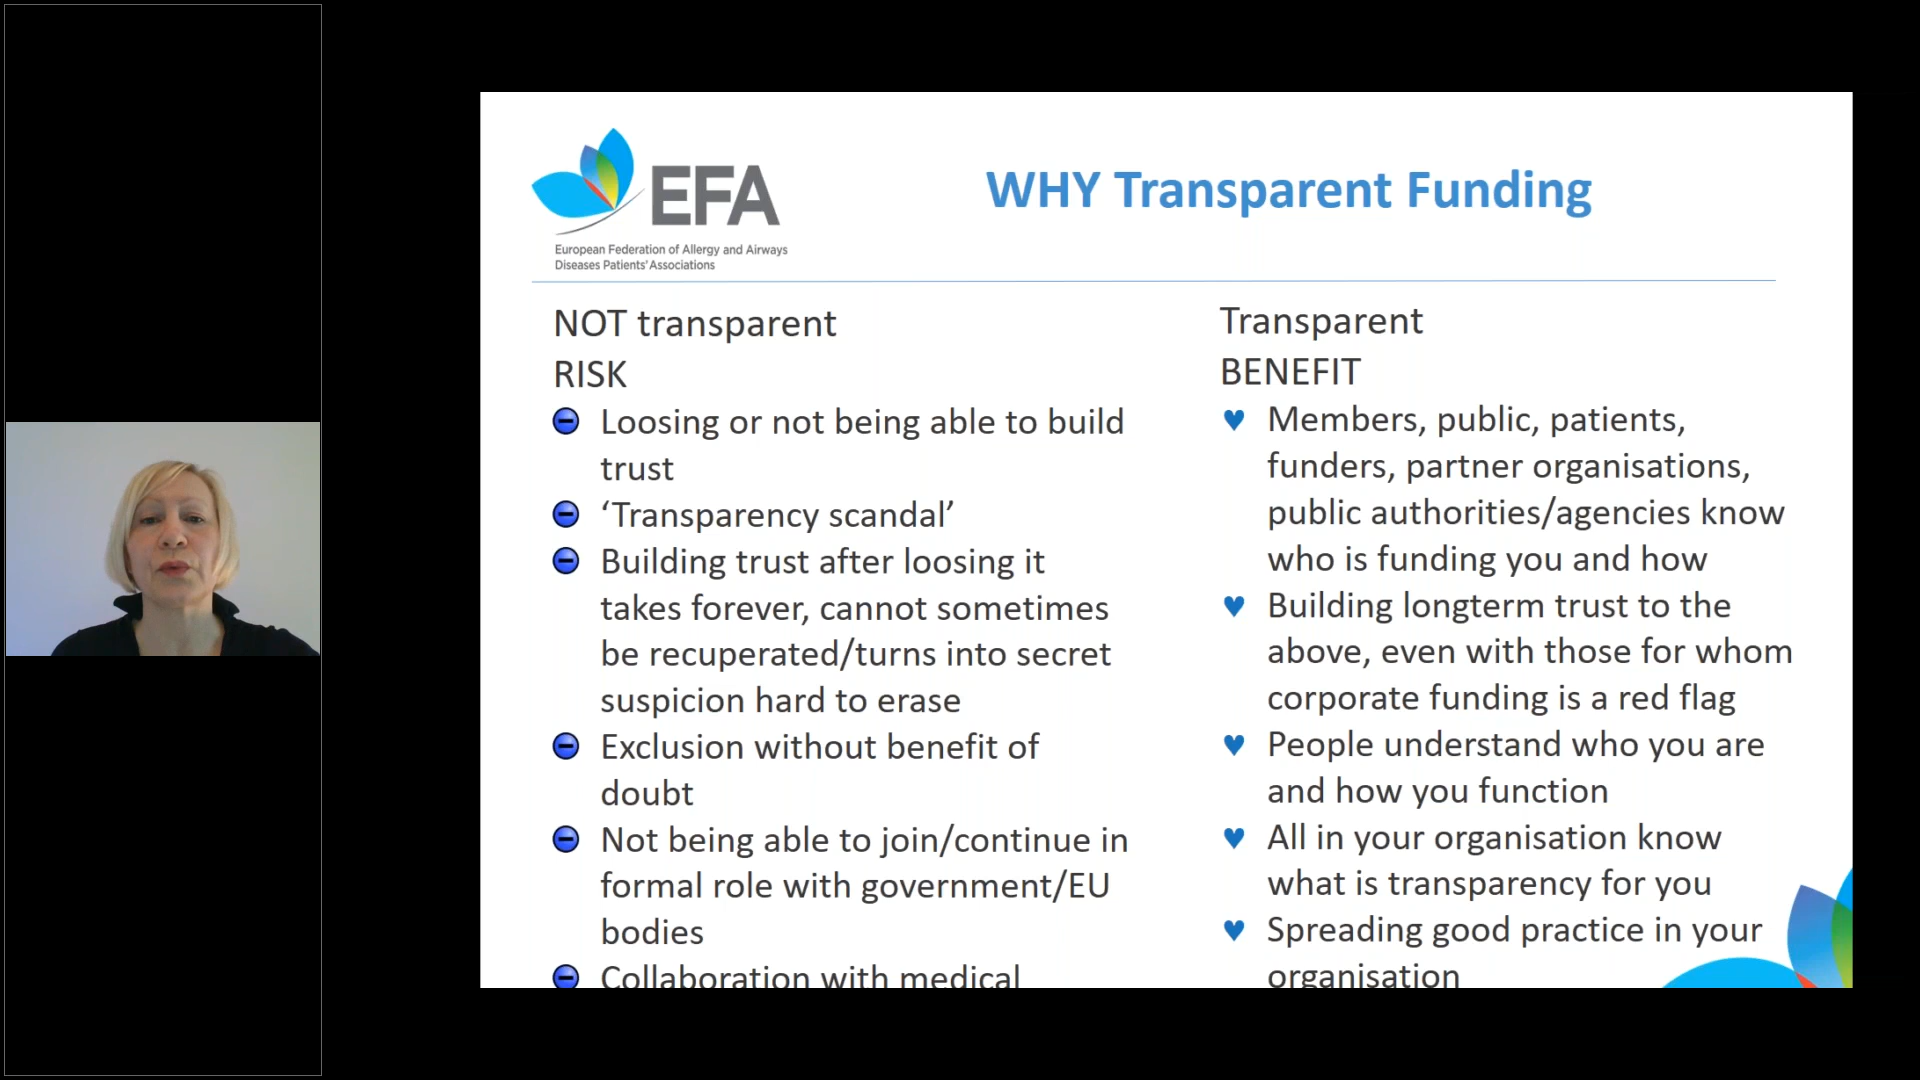 EFA
European Federation of Allergy and Airways
Diseases Patients' Associations
WHY Transparent Funding
NOT transparent
RISK
Loosing or not being able to build
trust
‘Transparency scandal’
Building trust after loosing it
takes forever, cannot sometimes
be recuperated/turns into secret
suspicion hard to erase
Exclusion without benefit of
doubt
Not being able to join/continue in
formal role with government/EU
bodies
Collaboration with medical
Transparent
BENEFIT
Members, public, patients,
funders, partner organisations,
public authorities/agencies know
who is funding you and how
Building longterm trust to the
above, even with those for whom
corporate funding is a red flag
People understand who you are
and how you function
All in your organisation know
what is transparency for you
Spreading good practice in your
organisation